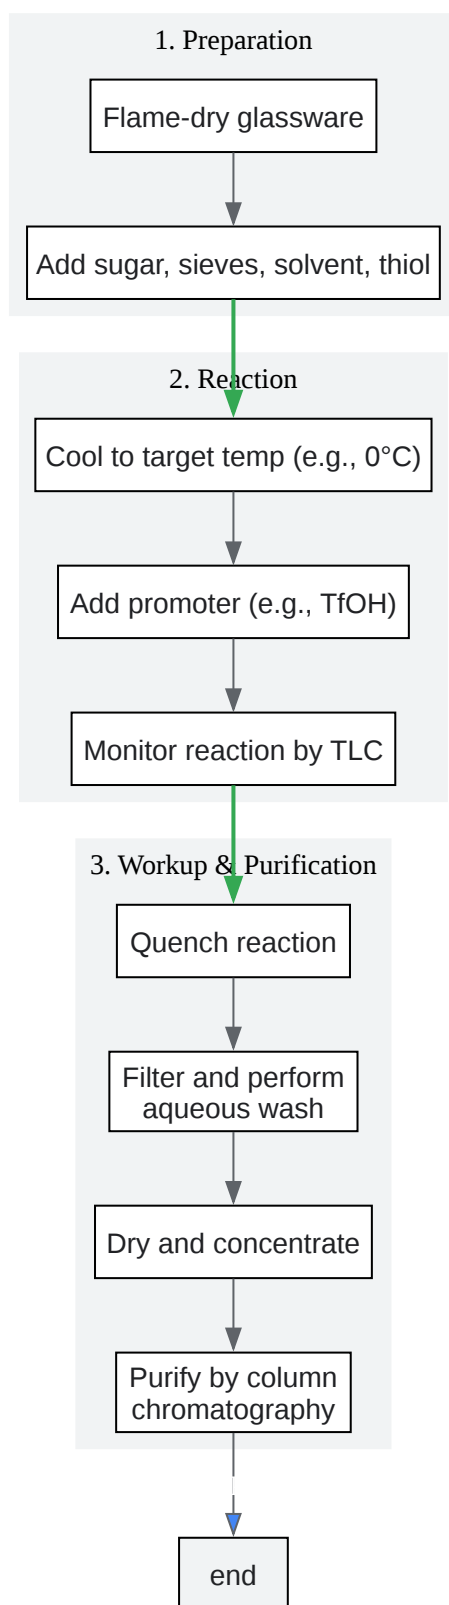 1. Preparation
Flame-dry glassware
Add sugar, sieves, solvent, thiol
2. Reaction
Cool to target temp (e.g., 0°C)
Add promoter (e.g., TfOH)
Monitor reaction by TLC
3. Workup & Purification
Quench reaction
Filter and perform
aqueous wash
Dry and concentrate
Purify by column
chromatography
end